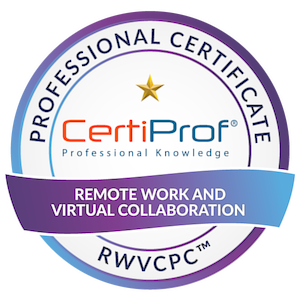 PROFESSIONAL CERTIFICATE
CertiProf®
Professional Knowledge
REMOTE WORK AND
VIRTUAL COLLABORATION
RWVCPC™